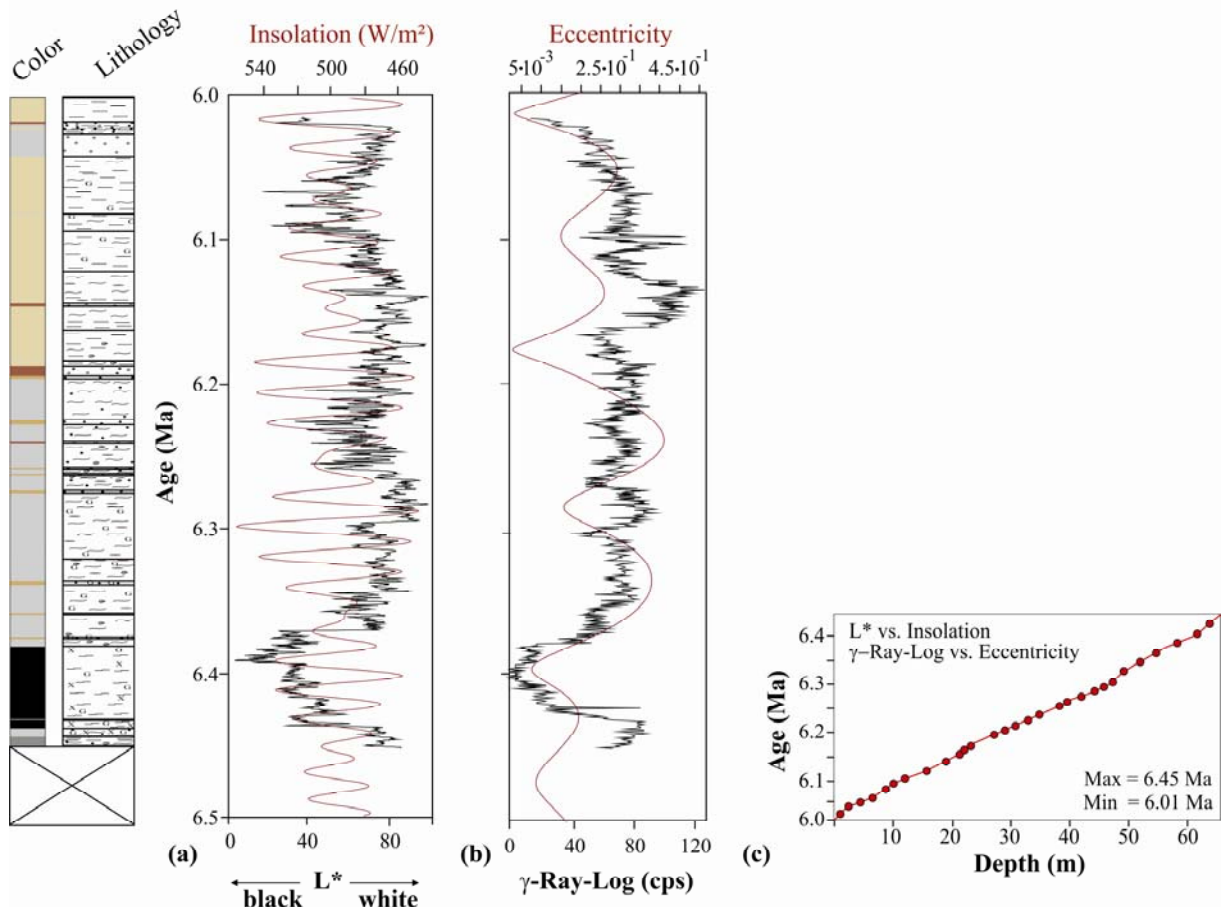 Color
Lithology
Insolation (W/m²)
540 500 460
Eccentricity
5·10⁻³ 2.5·10⁻¹ 4.5·10⁻¹
Age (Ma)
6.0
6.1
6.2
6.3
6.4
6.5
0 40 80
(a)
L*
black white
(b)
0 40 80 120
γ-Ray-Log (cps)
(c)
L* vs. Insolation
γ-Ray-Log vs. Eccentricity
Age (Ma)
6.4
6.3
6.2
6.1
6.0
Max = 6.45 Ma
Min = 6.01 Ma
10 20 30 40 50 60
Depth (m)